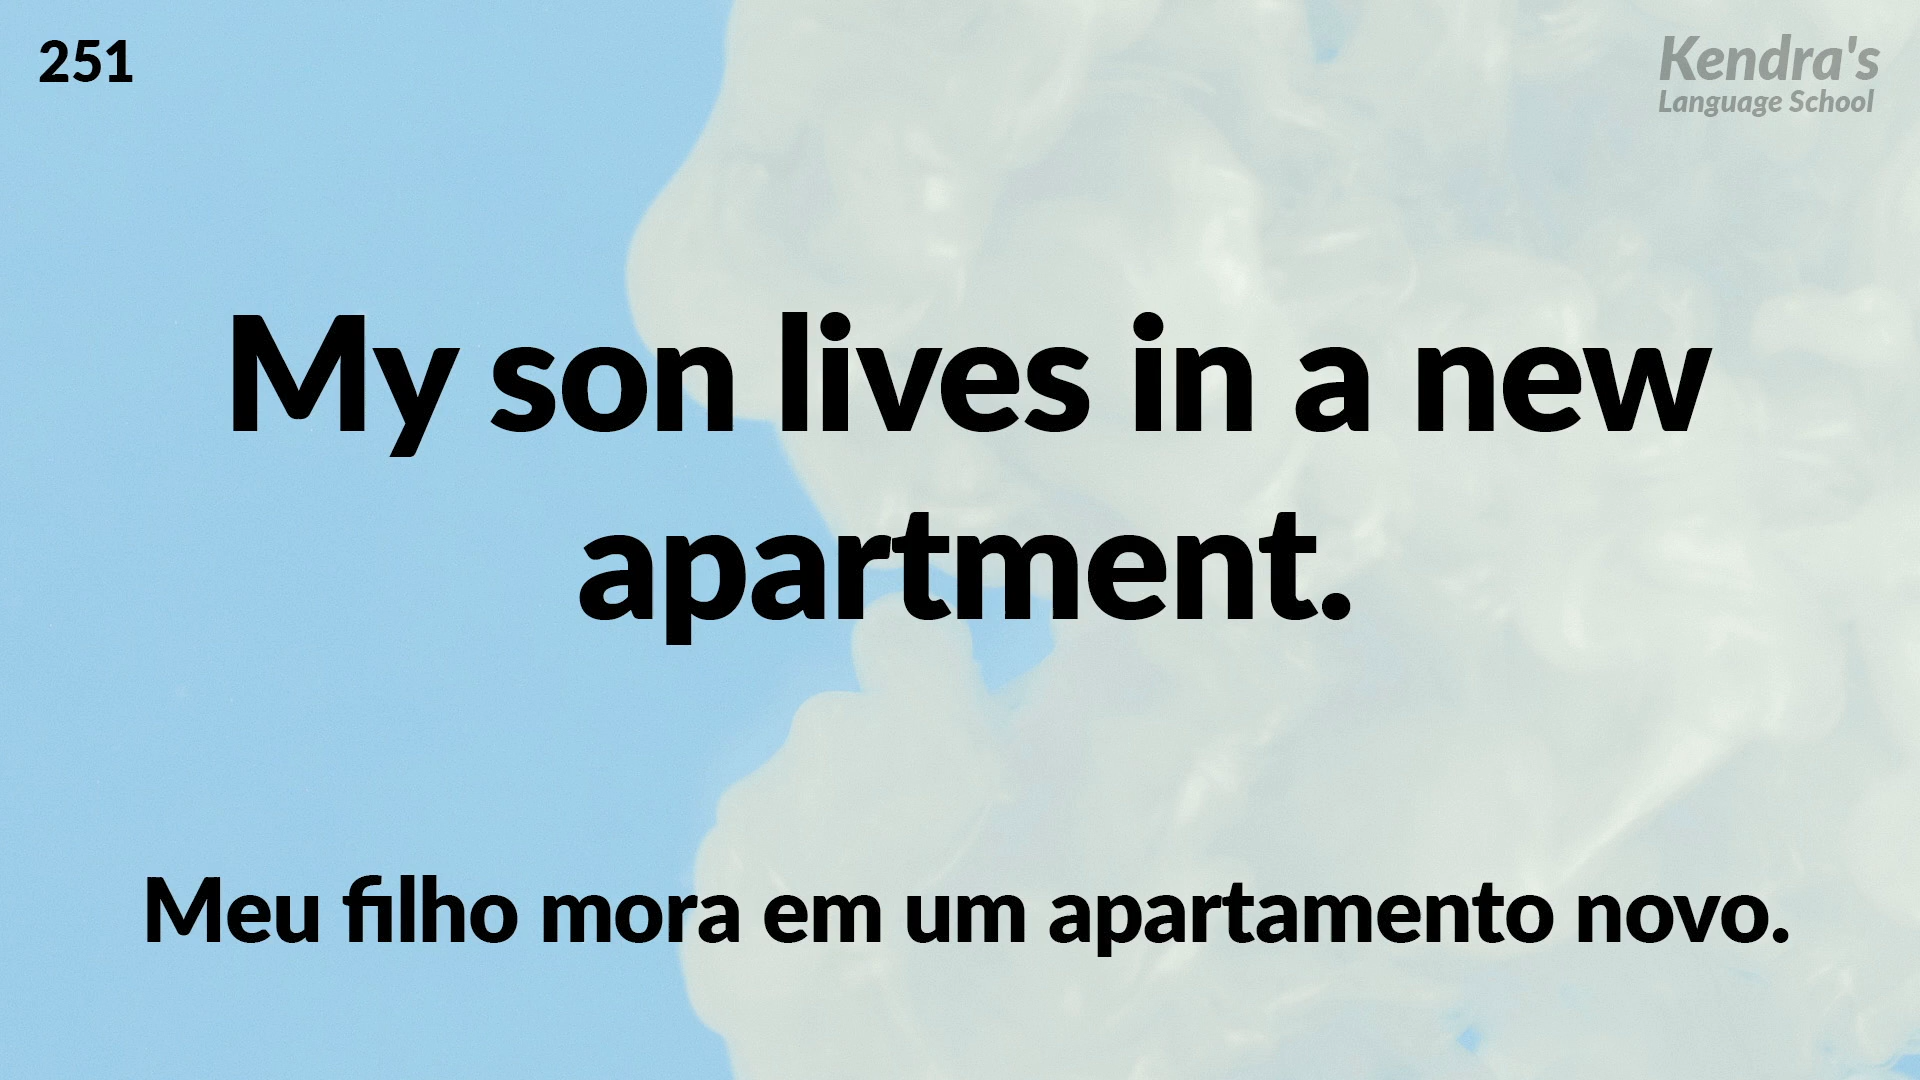 251
Kendra's
Language School
My son lives in a new
apartment.
Meu filho mora em um apartamento novo.